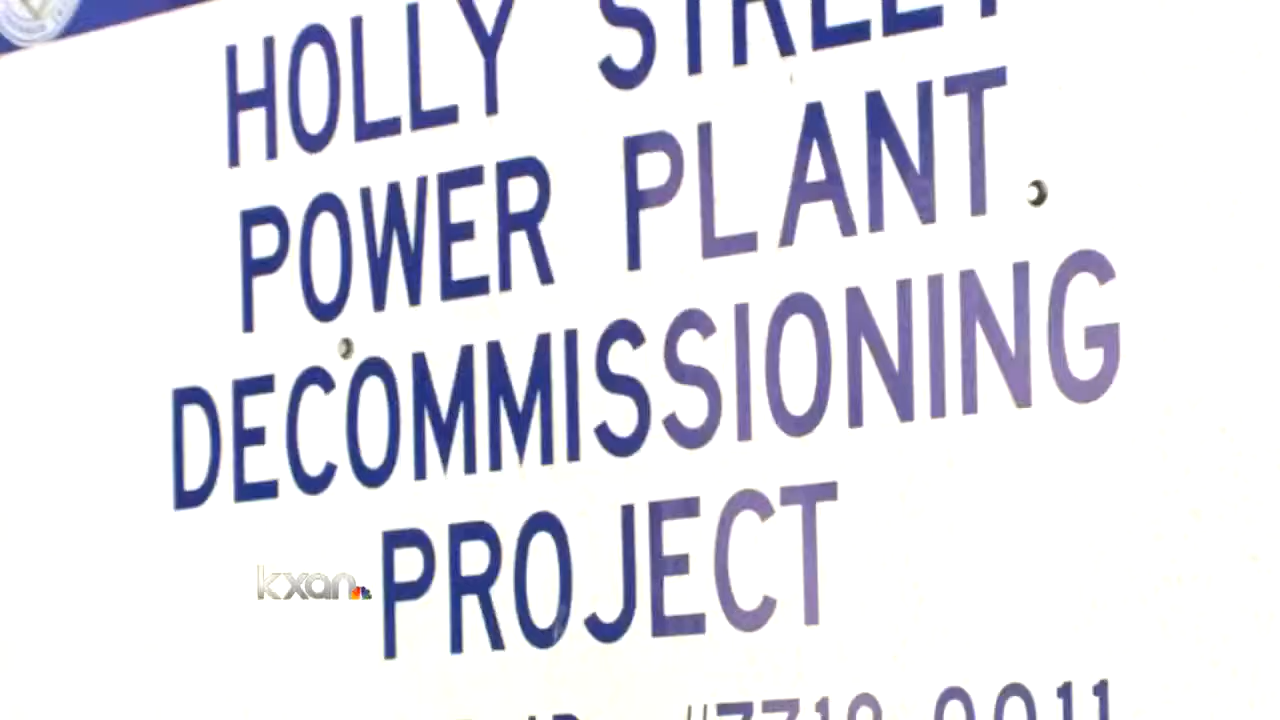 HOLLY STREET
POWER PLANT
DECOMMISSIONING
PROJECT
kxan